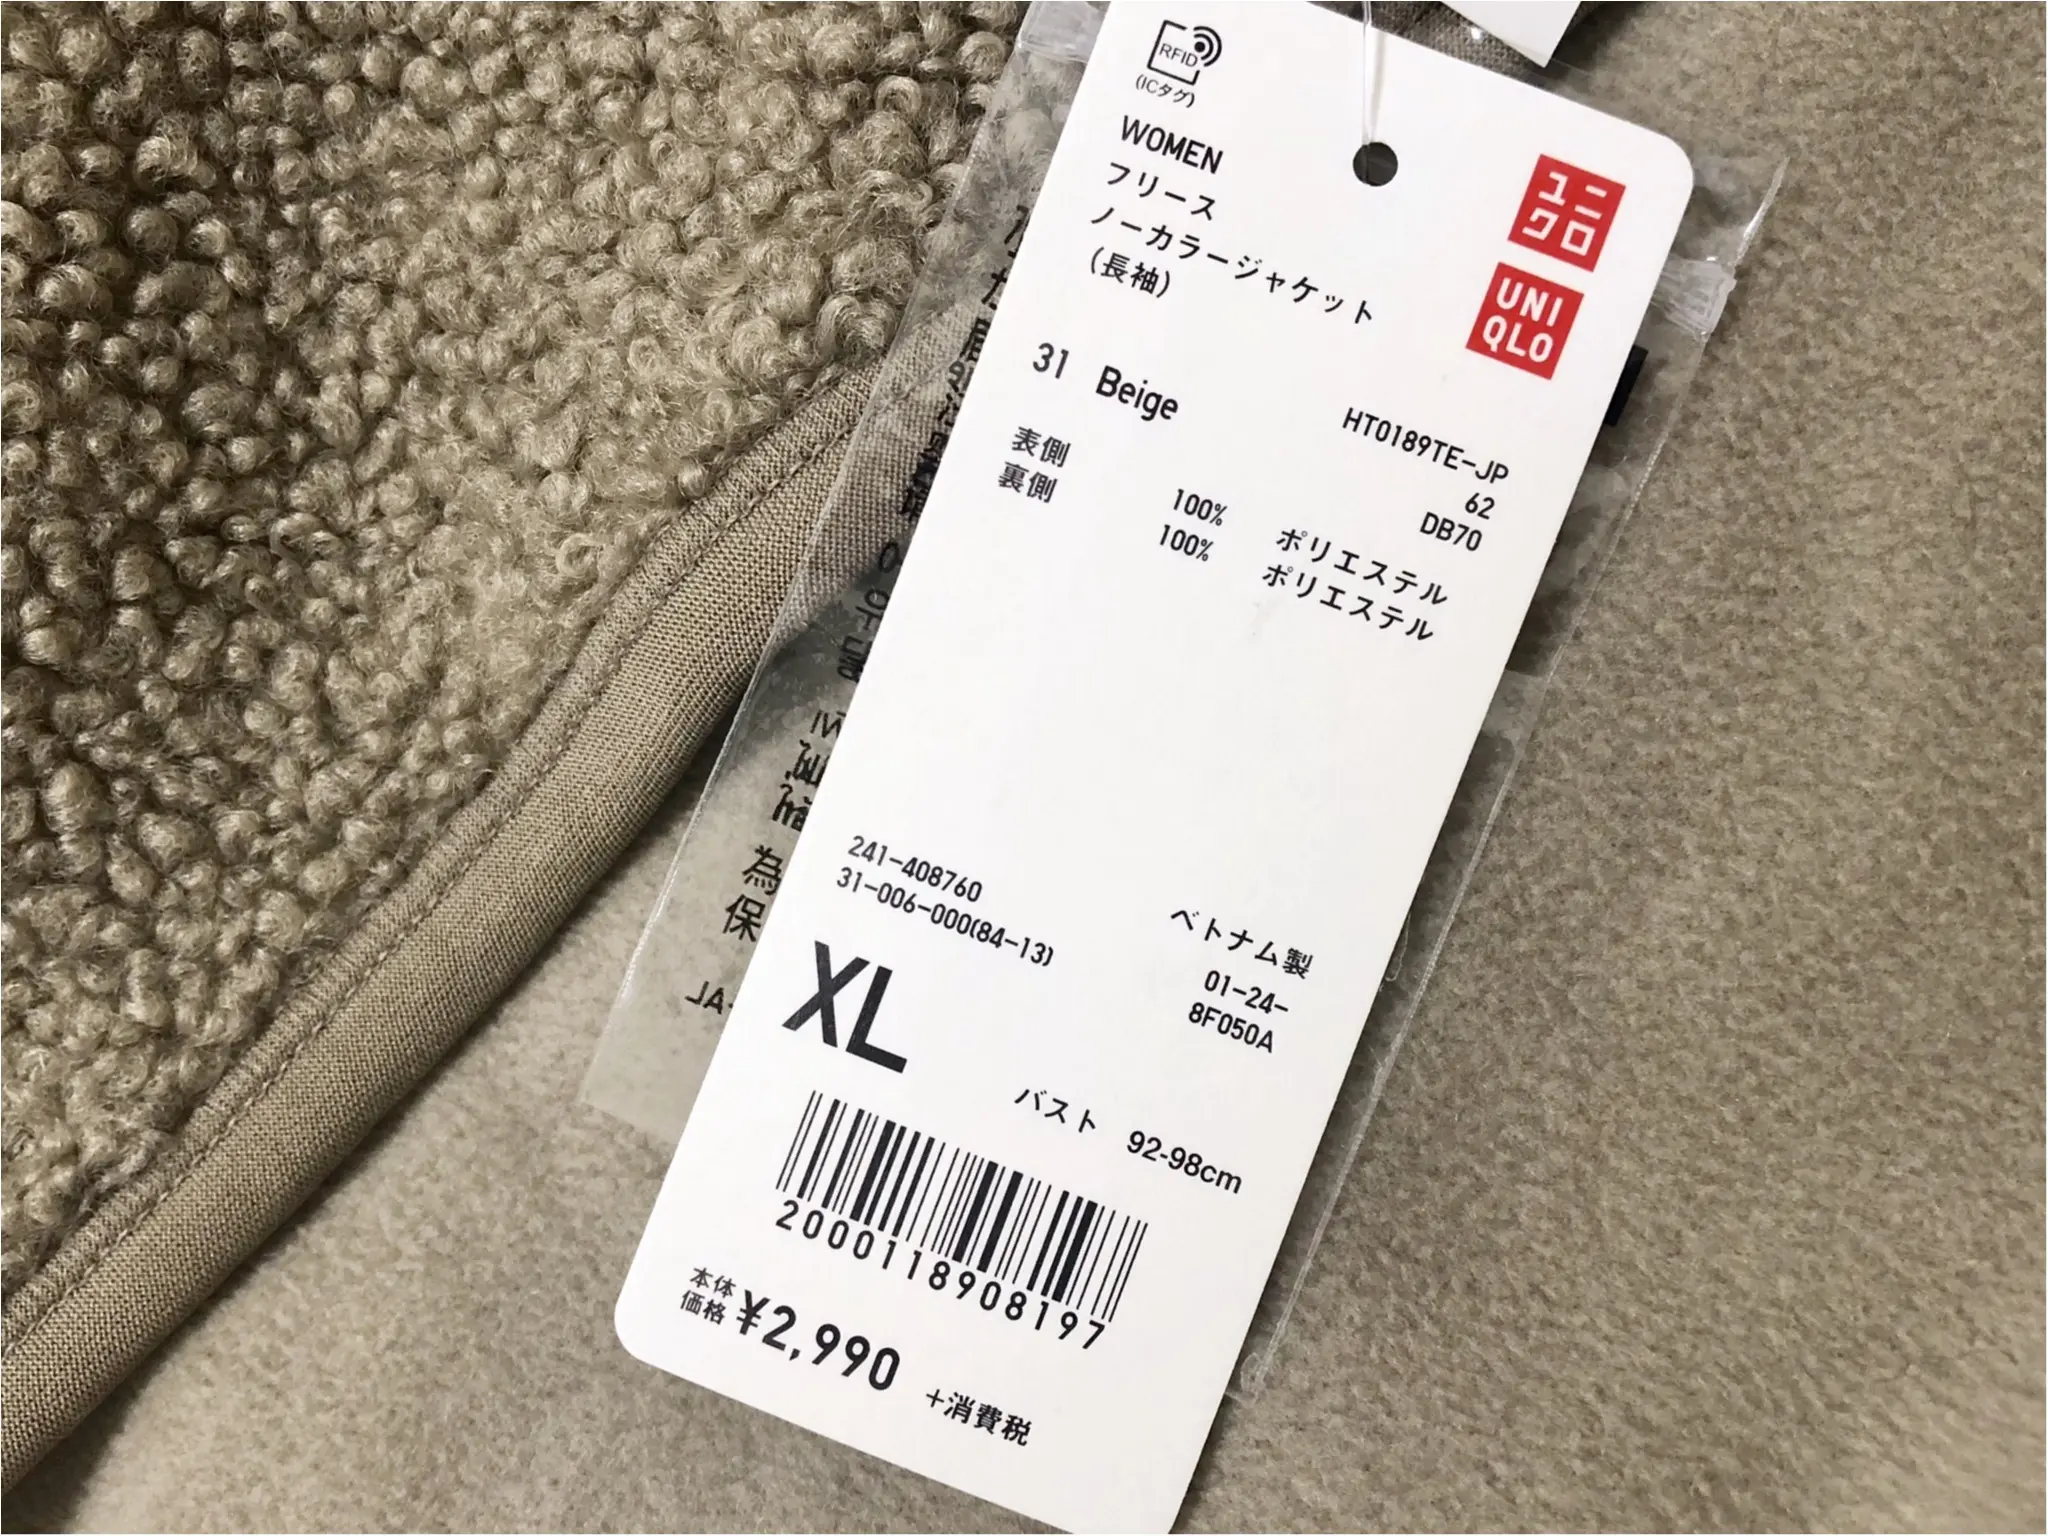 RFID
(ICタグ)
WOMEN
フリース
ノーカラージャケット
(長袖)
ユニ
クロ
UNI
QLO
31 Beige
HT0189TE-JP
62
DB70
表側 100% ポリエステル
裏側 100% ポリエステル
241-408760
31-006-000(84-13)
ベトナム製
01-24-
8F050A
XL
バスト 92-98cm
2000118908197
本体
価格 ¥2,990 +消費税
為
保
JA-